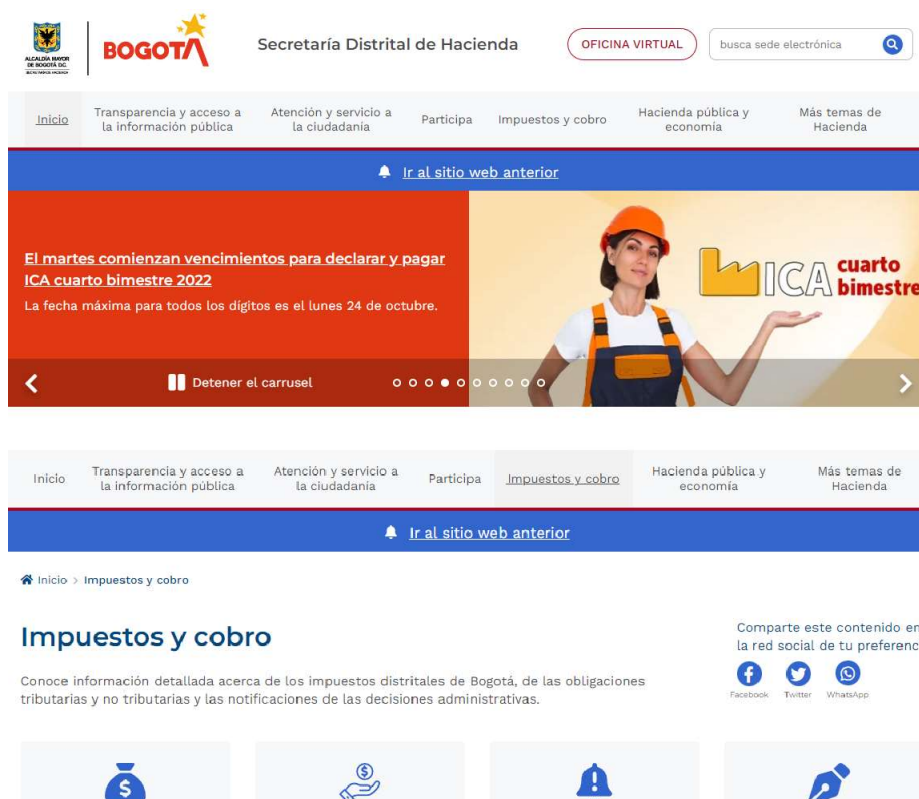 ALCALDÍA MAYOR
DE BOGOTÁ D.C.
BOGOTÁ
Secretaría Distrital de Hacienda
OFICINA VIRTUAL
busca sede electrónica
Inicio
Transparencia y acceso a
la información pública
Atención y servicio a
la ciudadanía
Participa
Impuestos y cobro
Hacienda pública y
economía
Más temas de
Hacienda
Ir al sitio web anterior
El martes comienzan vencimientos para declarar y pagar
ICA cuarto bimestre 2022
La fecha máxima para todos los dígitos es el lunes 24 de octubre.
ICA cuarto
bimestre
Detener el carrusel
Inicio
Transparencia y acceso a
la información pública
Atención y servicio a
la ciudadanía
Participa
Impuestos y cobro
Hacienda pública y
economía
Más temas de
Hacienda
Ir al sitio web anterior
Inicio > Impuestos y cobro
Impuestos y cobro
Conoce información detallada acerca de los impuestos distritales de Bogotá, de las obligaciones
tributarias y no tributarias y las notificaciones de las decisiones administrativas.
Comparte este contenido en
la red social de tu preferenc
Facebook
Twitter
WhatsApp